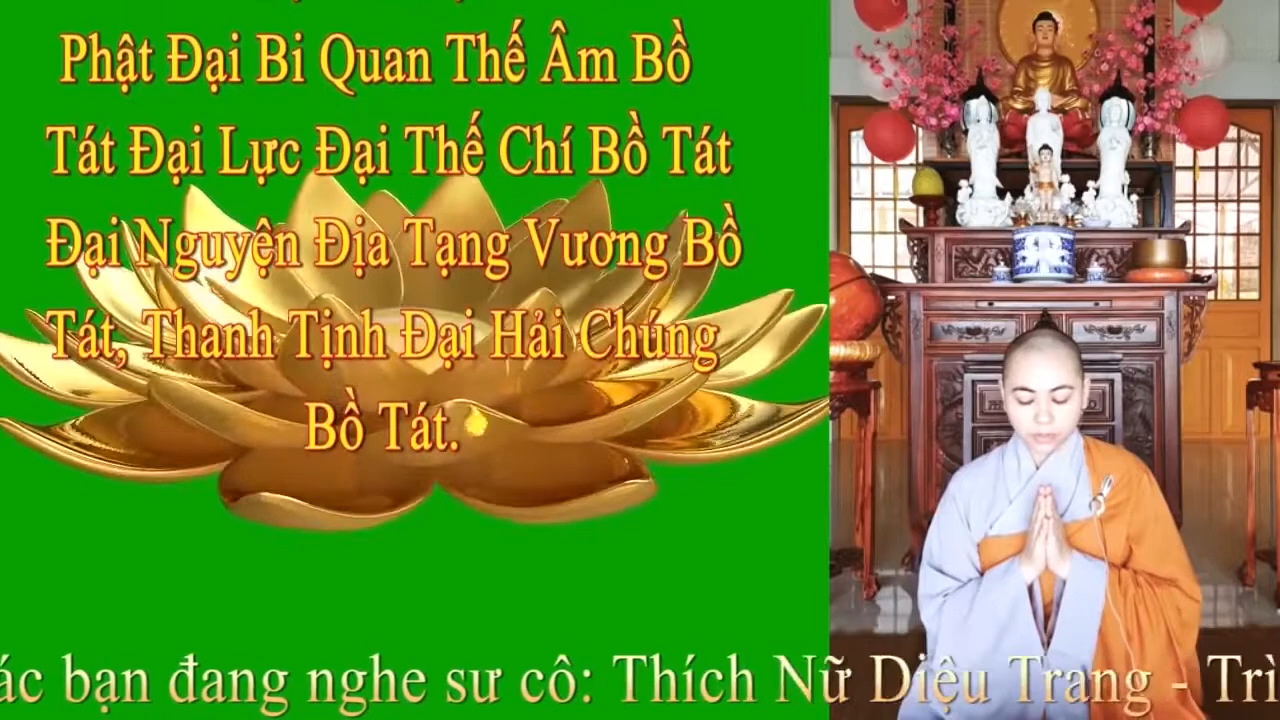 Phật Đại Bi Quan Thế Âm Bồ
Tát Đại Lực Đại Thế Chí Bồ Tát
Đại Nguyện Địa Tạng Vương Bồ
Tát, Thanh Tịnh Đại Hải Chúng
Bồ Tát.
ác bạn đang nghe sư cô: Thích Nữ Diệu Trang - Trì